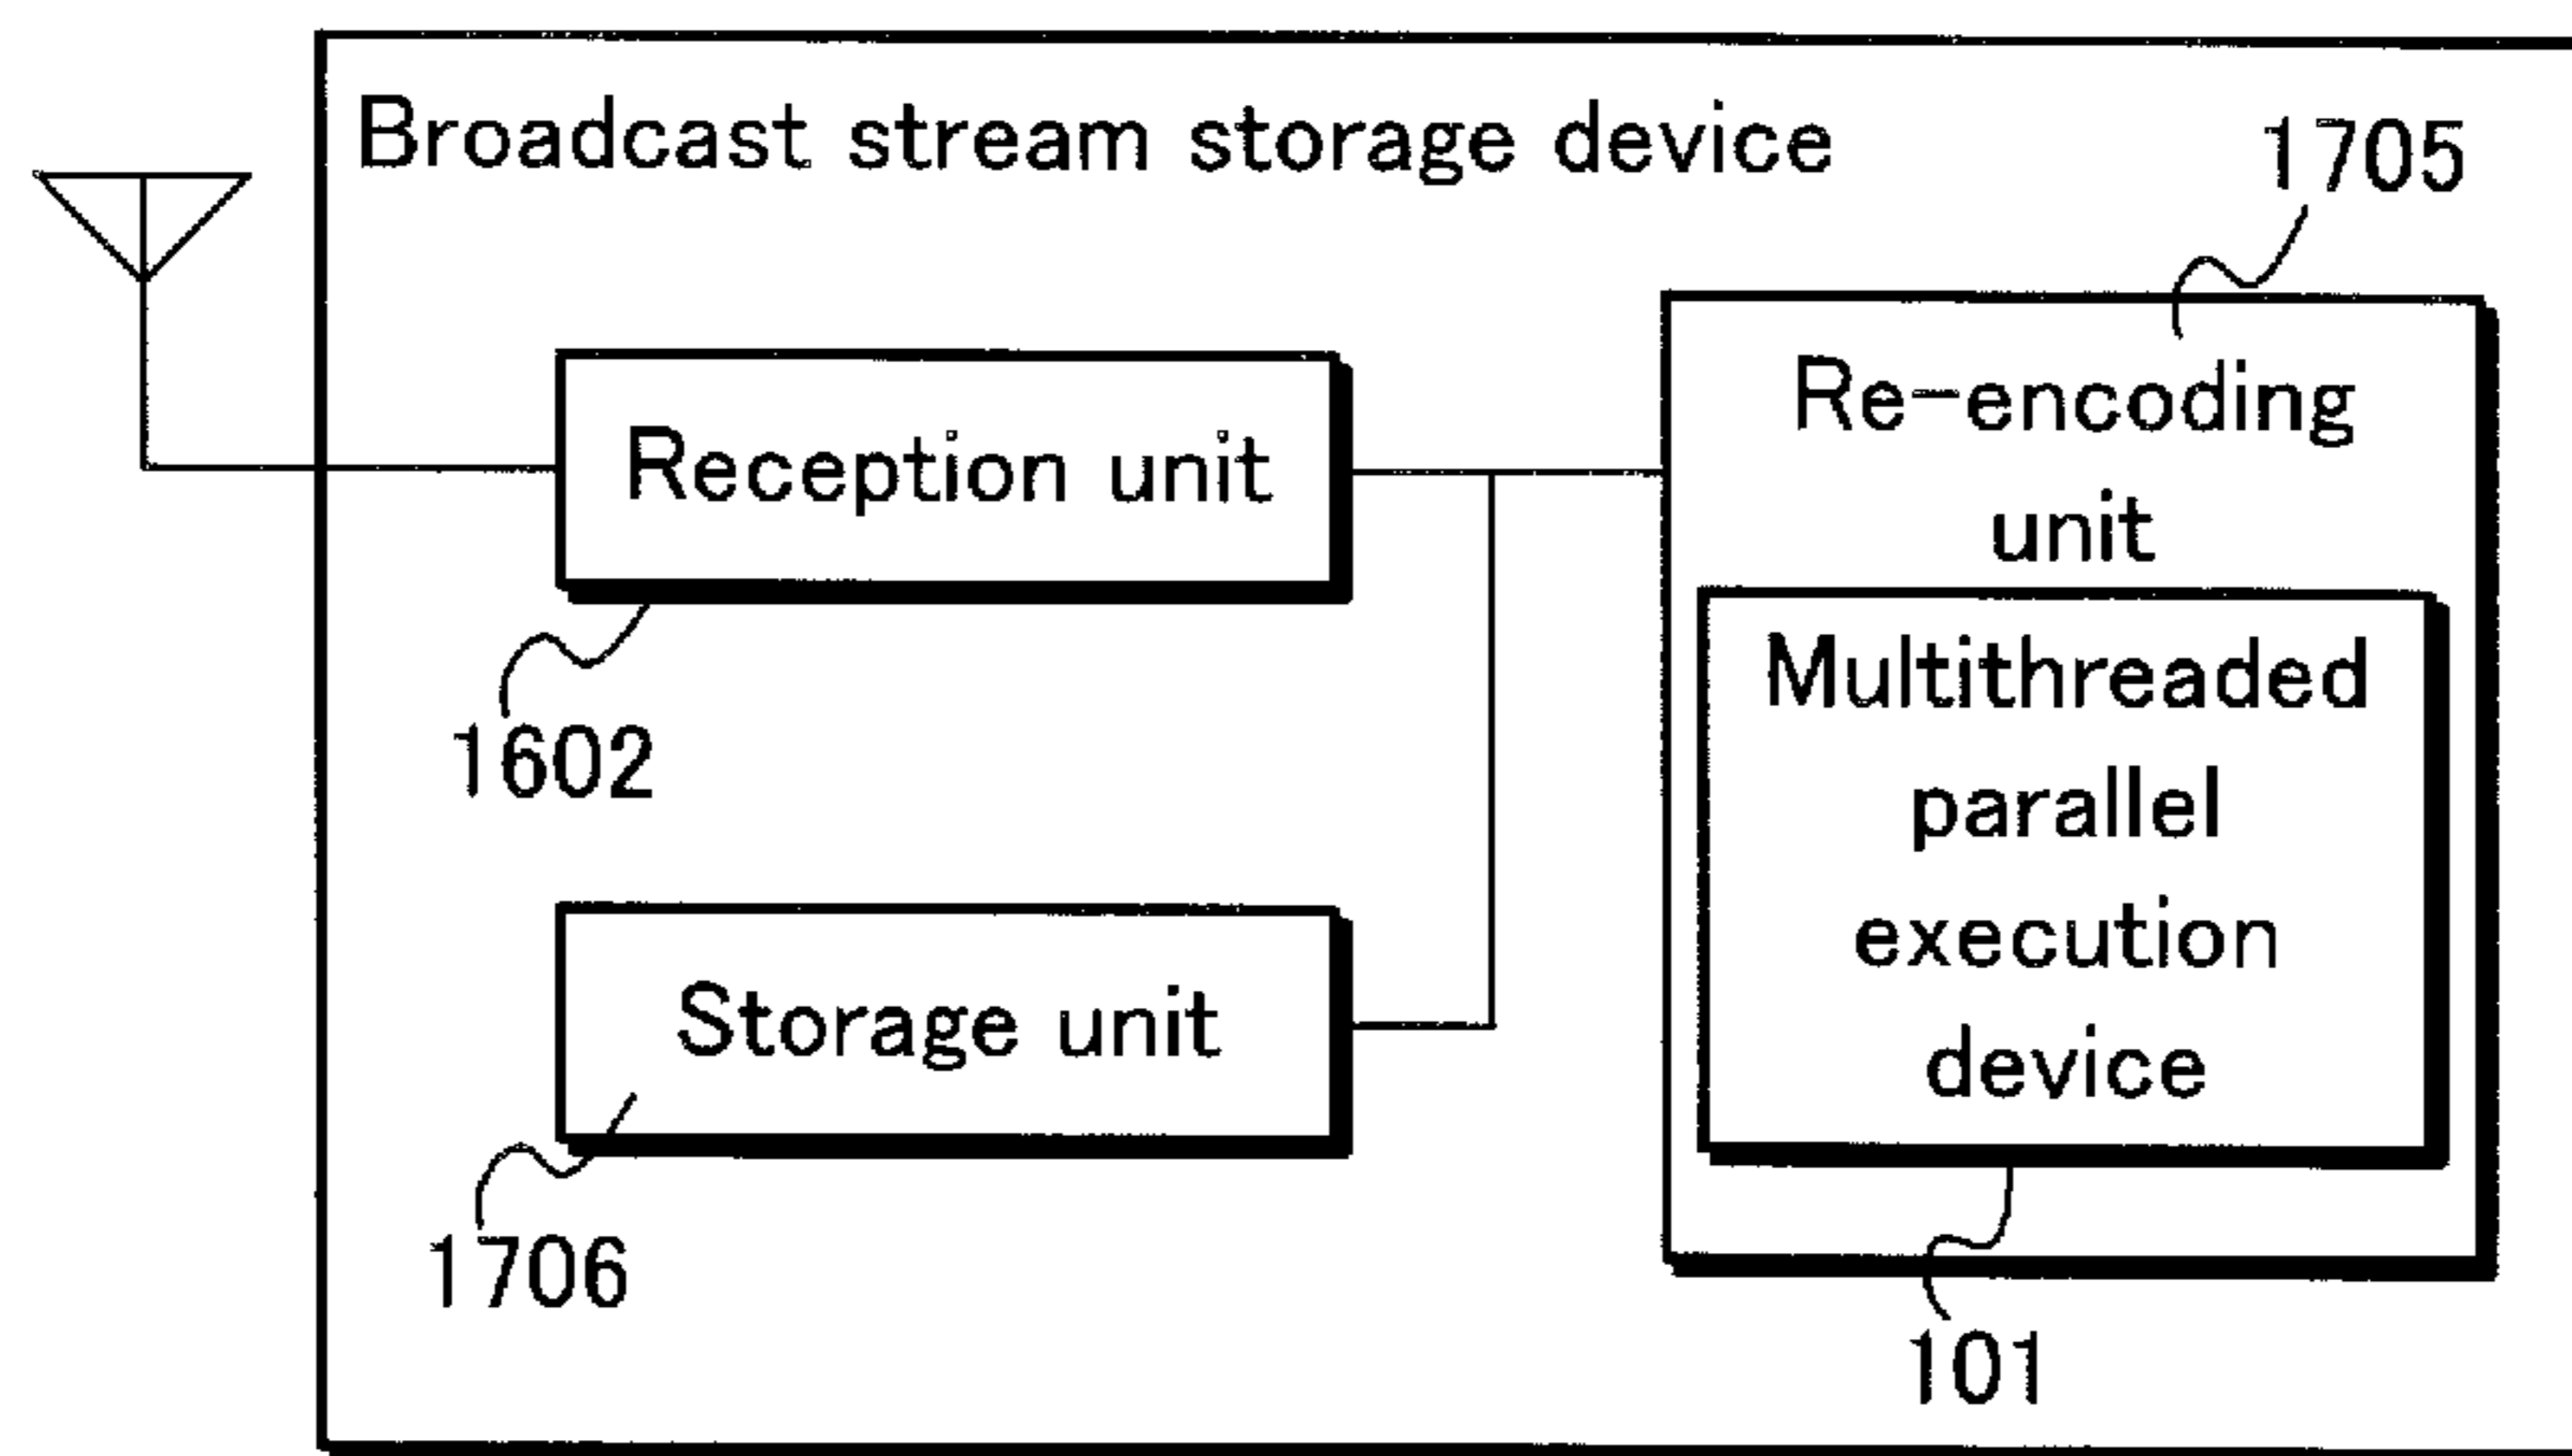 Broadcast stream storage device
1705
Reception unit
1602
Re-encoding
unit
Multithreaded
parallel
execution
device
Storage unit
1706
101